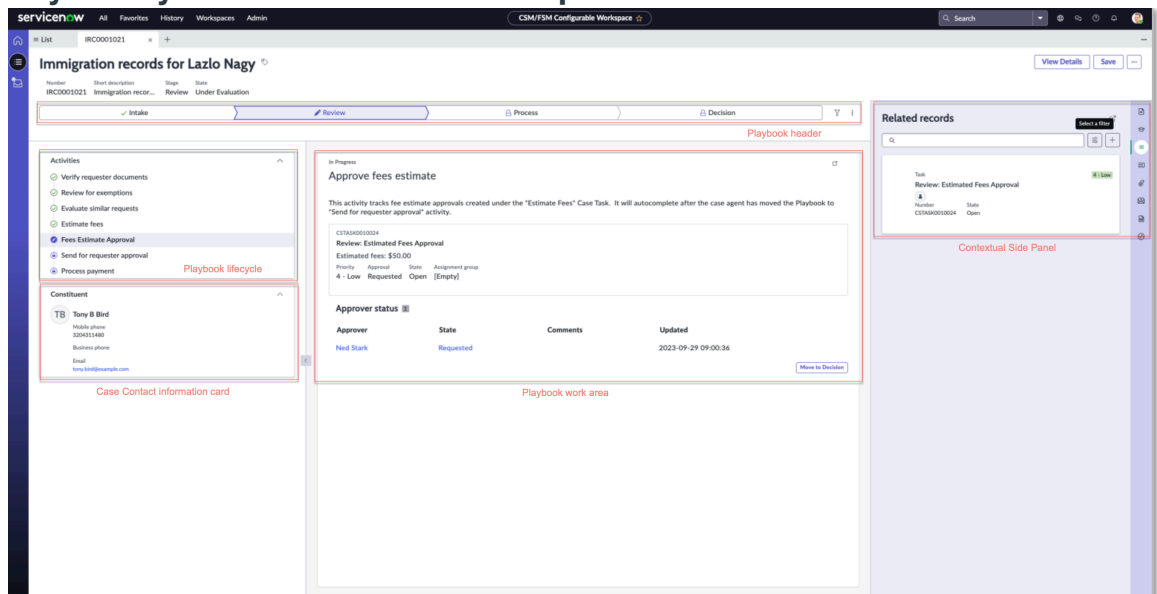 servicenow All Favorites History Workspaces Admin CSM/FSM Configurable Workspace ☆ Search
List IRC0001021 × +
Immigration records for Lazlo Nagy View Details Save
Number Short description Stage State
IRC0001021 Immigration recor... Review Under Evaluation
Intake Review Process Decision
Playbook header
Related records
Select a filter
Activities
Verify requester documents
Review for exemptions
Evaluate similar requests
Estimate fees
Fees Estimate Approval
Send for requester approval
Process payment
Playbook lifecycle
Constituent
TB Tony B Bird
Mobile phone
3204311480
Business phone
Email
tony.bird@example.com
Case Contact information card
In Progress
Approve fees estimate
This activity tracks fee estimate approvals created under the "Estimate Fees" Case Task. It will autocomplete after the case agent has moved the Playbook to
"Send for requester approval" activity.
CSTASK0010024
Review: Estimated Fees Approval
Estimated fees: $50.00
Priority Approval State Assignment group
4 - Low Requested Open [Empty]
Approver status 1
Approver State Comments Updated
Ned Stark Requested 2023-09-29 09:00:36
Move to Decision
Playbook work area
Task 4 - Low
Review: Estimated Fees Approval
Number State
CSTASK0010024 Open
Contextual Side Panel